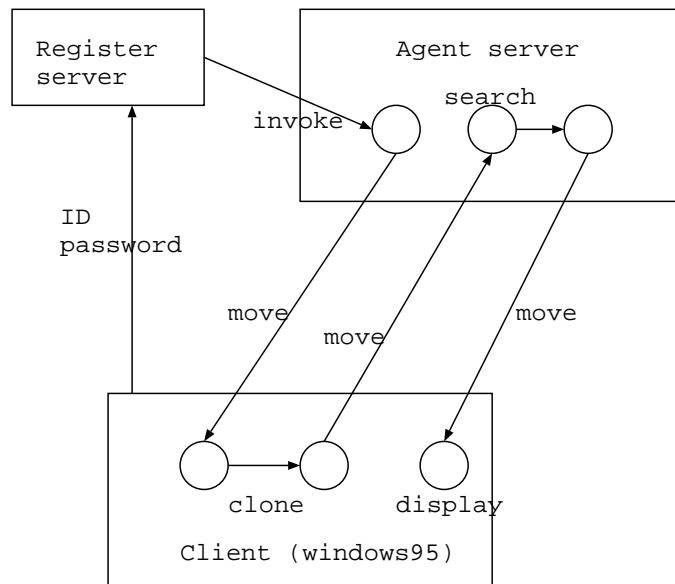 Register
server
Agent server
search
invoke
ID
password
move
move
move
clone
display
Client (windows95)